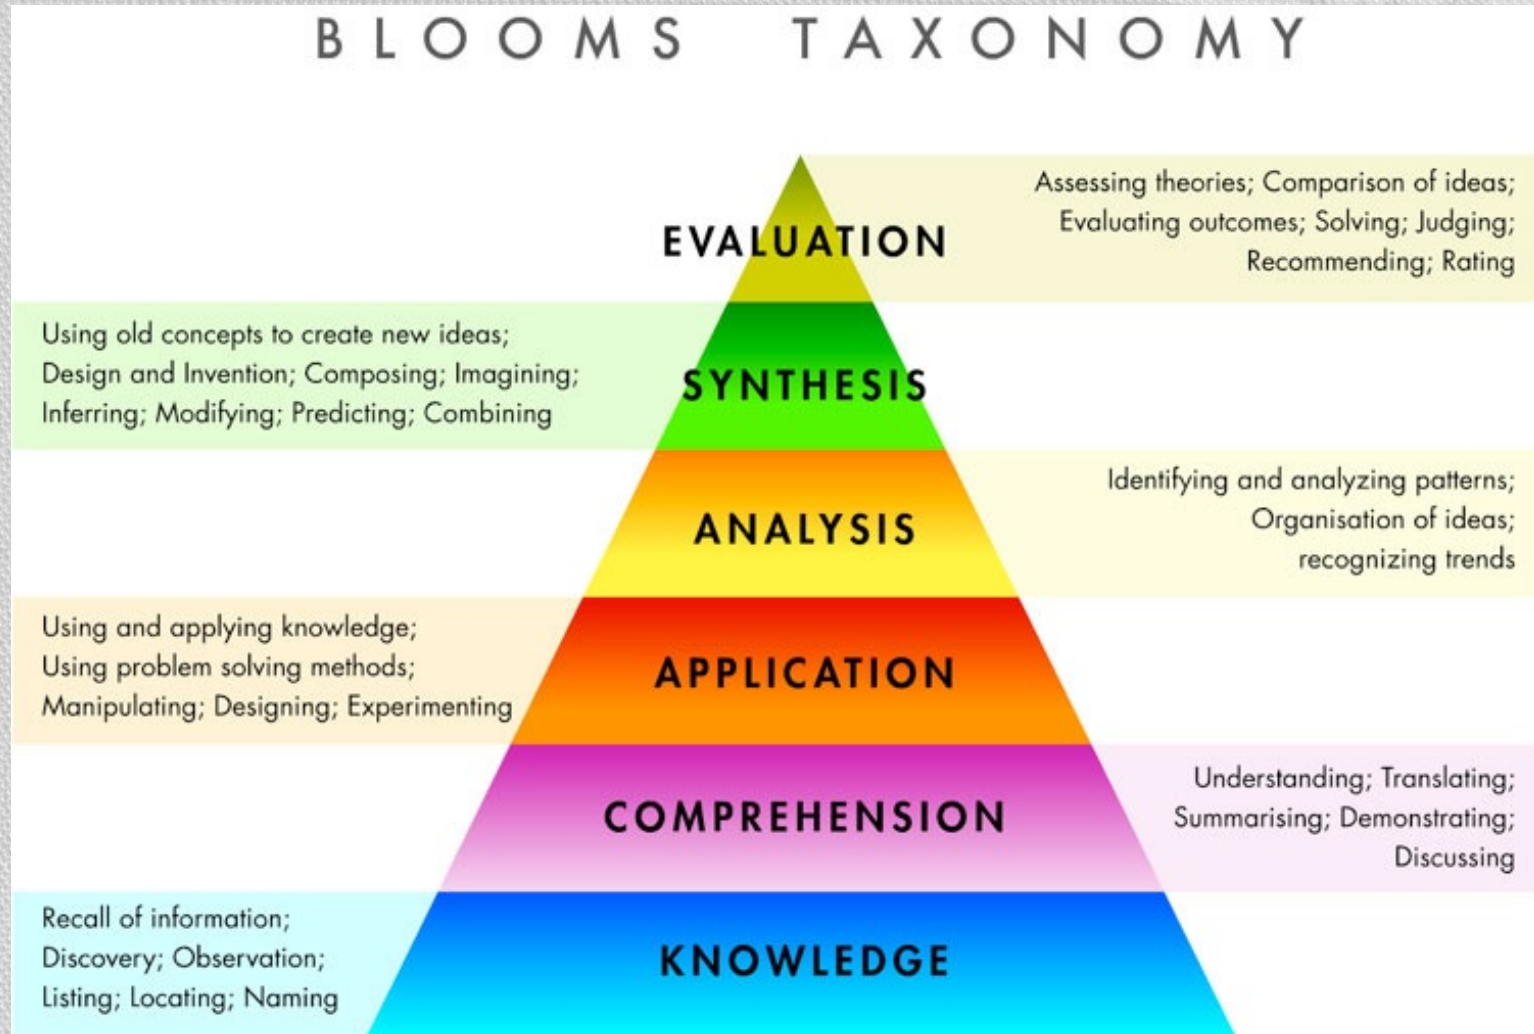 BLOOMS TAXONOMY
EVALUATION
Assessing theories; Comparison of ideas;
Evaluating outcomes; Solving; Judging;
Recommending; Rating
Using old concepts to create new ideas;
Design and Invention; Composing; Imagining;
Inferring; Modifying; Predicting; Combining
SYNTHESIS
ANALYSIS
Identifying and analyzing patterns;
Organisation of ideas;
recognizing trends
Using and applying knowledge;
Using problem solving methods;
Manipulating; Designing; Experimenting
APPLICATION
COMPREHENSION
Understanding; Translating;
Summarising; Demonstrating;
Discussing
Recall of information;
Discovery; Observation;
Listing; Locating; Naming
KNOWLEDGE